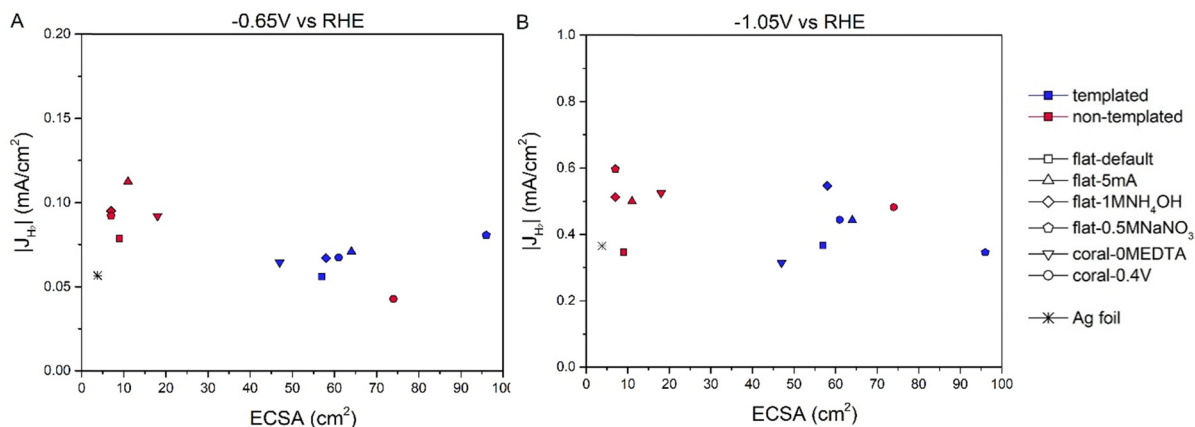 A
-0.65V vs RHE
0.20
0.15
0.10
0.05
0.00
|J_H₂| (mA/cm²)
0 10 20 30 40 50 60 70 80 90 100
ECSA (cm²)
B
-1.05V vs RHE
1.0
0.8
0.6
0.4
0.2
0.0
|J_H₂| (mA/cm²)
0 10 20 30 40 50 60 70 80 90 100
ECSA (cm²)
templated
non-templated
flat-default
flat-5mA
flat-1MNH₄OH
flat-0.5MNaNO₃
coral-0MEDTA
coral-0.4V
Ag foil